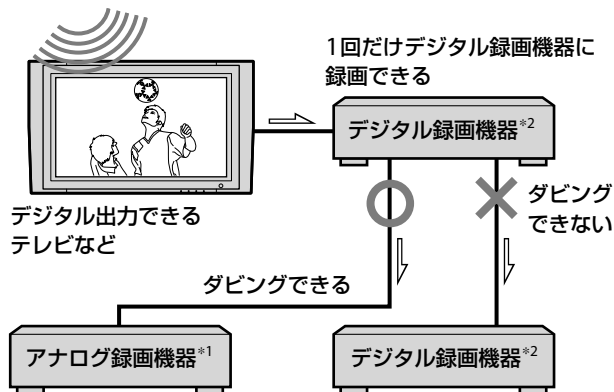 1回だけデジタル録画機器に
録画できる
デジタル録画機器*2
デジタル出力できる
テレビなど
ダビング
できない
ダビングできる
アナログ録画機器*1
デジタル録画機器*2